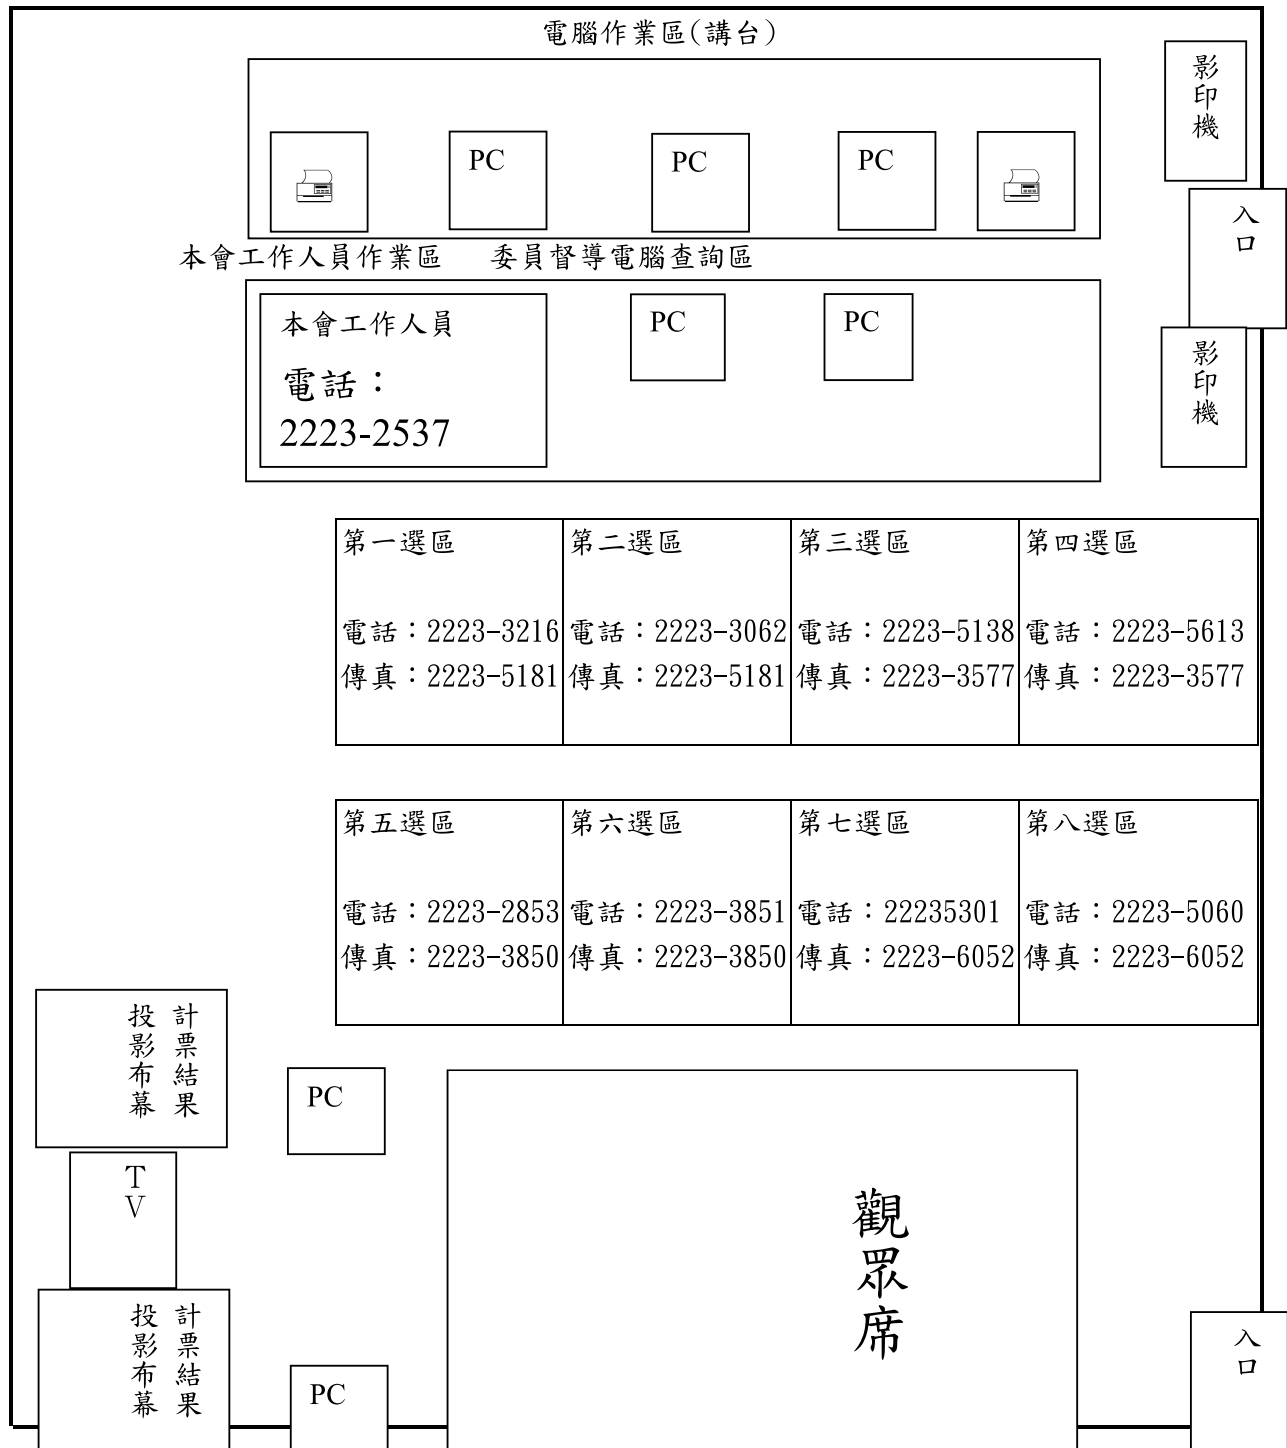 電腦作業區(講台)
影印機
PC
PC
PC
入口
本會工作人員作業區 委員督導電腦查詢區
本會工作人員
電話：
2223-2537
PC
PC
影印機
第一選區
電話：2223-3216
傳真：2223-5181
第二選區
電話：2223-3062
傳真：2223-5181
第三選區
電話：2223-5138
傳真：2223-3577
第四選區
電話：2223-5613
傳真：2223-3577
第五選區
電話：2223-2853
傳真：2223-3850
第六選區
電話：2223-3851
傳真：2223-3850
第七選區
電話：22235301
傳真：2223-6052
第八選區
電話：2223-5060
傳真：2223-6052
計票結果
投影布幕
PC
TV
觀眾席
計票結果
投影布幕
PC
入口